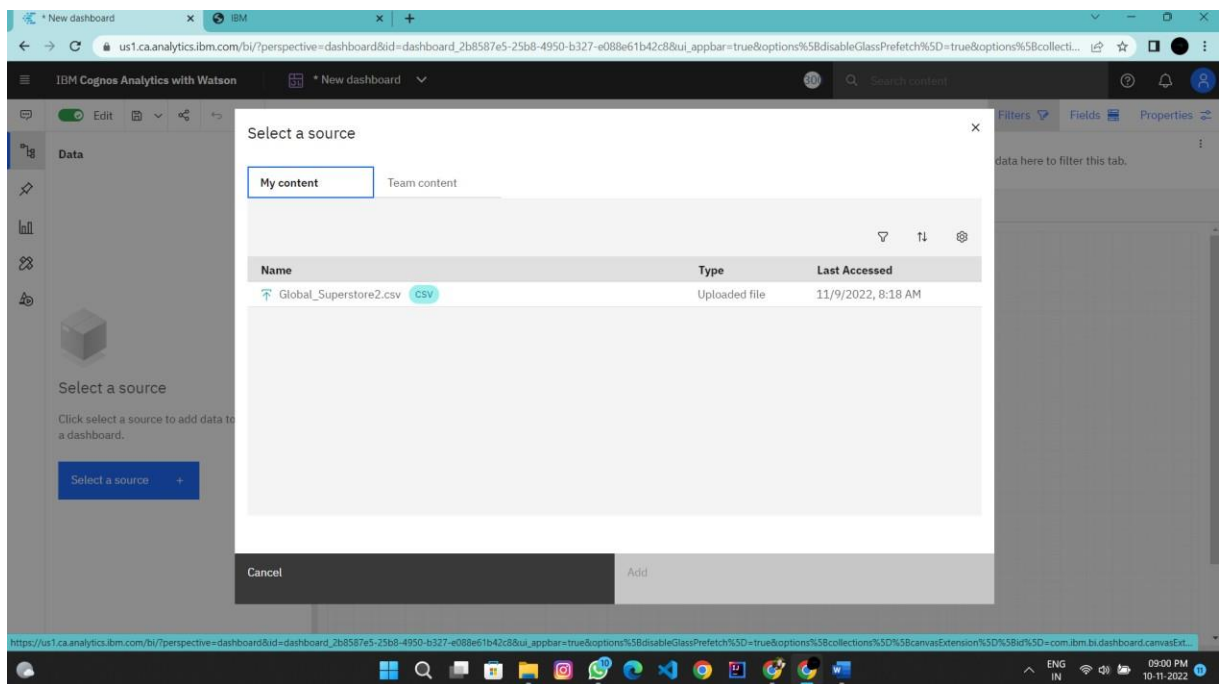 * New dashboard
IBM
us1.ca.analytics.ibm.com/bi/?perspective=dashboard&id=dashboard_2b8587e5-25b8-4950-b327-e088e61b42c8&ui_appbar=true&options%5BdisableGlassPrefetch%5D=true&options%5Bcollecti...
IBM Cognos Analytics with Watson
* New dashboard
Search content
Edit
Filters
Fields
Properties
Data
data here to filter this tab.
Select a source
My content
Team content
Name
Type
Last Accessed
Global_Superstore2.csv
CSV
Uploaded file
11/9/2022, 8:18 AM
Select a source
Click select a source to add data to
a dashboard.
Select a source +
Cancel
Add
https://us1.ca.analytics.ibm.com/bi/?perspective=dashboard&id=dashboard_2b8587e5-25b8-4950-b327-e088e61b42c8&ui_appbar=true&options%5BdisableGlassPrefetch%5D=true&options%5Bcollections%5D%5BcanvasExtension%5D%5Bid%5D=com.ibm.bi.dashboard.canvasExt...
ENG
IN
09:00 PM
10-11-2022